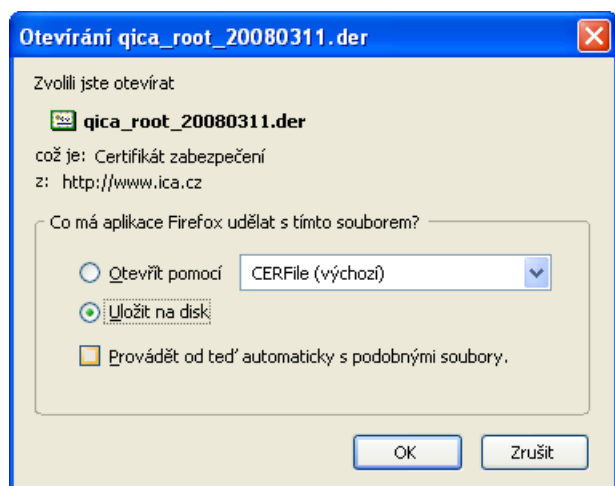 Otevírání qica_root_20080311.der
Zvolili jste otevírat
qica_root_20080311.der
což je: Certifikát zabezpečení
z: http://www.ica.cz
Co má aplikace Firefox udělat s tímto souborem?
Otevřít pomocí CERFile (výchozí)
Uložit na disk
Provádět od teď automaticky s podobnými soubory.
OK Zrušit